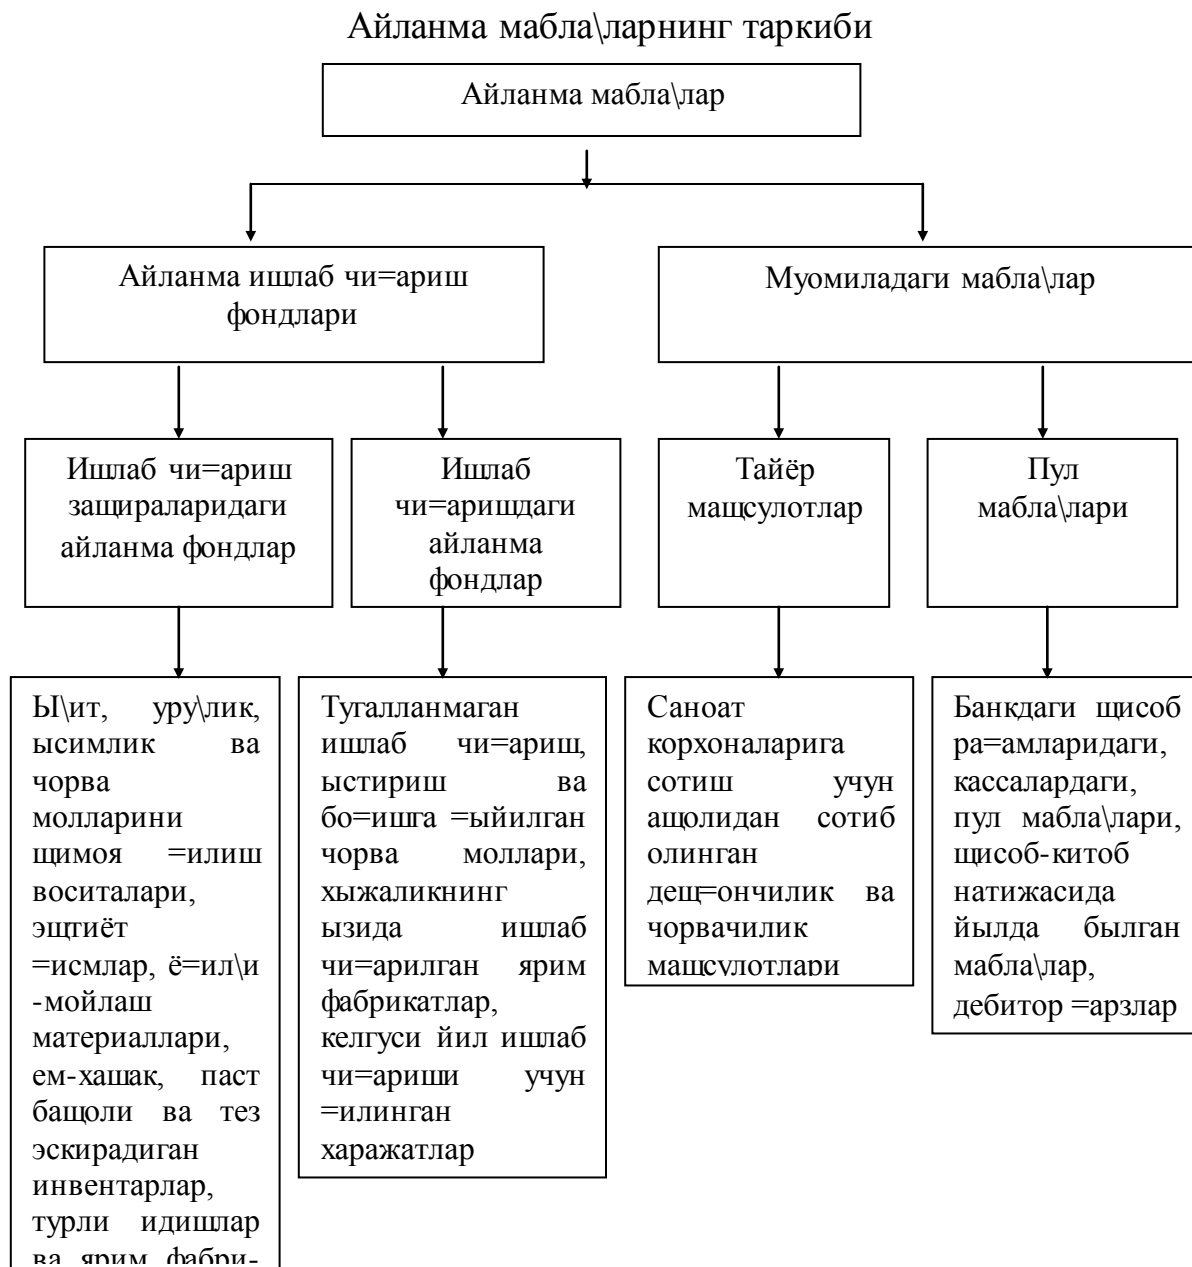 Айланма мабла\ларнинг таркиби
Айланма мабла\лар
Айланма ишлаб чи=ариш
фондлари
Муомиладаги мабла\лар
Ишлаб чи=ариш
защираларидаги
айланма фондлар
Ишлаб
чи=аришдаги
айланма
фондлар
Тайёр
мащсулотлар
Пул
мабла\лари
Ы\ит, уру\лик,
ысимлик ва
чорва
молларини
щимоя =илиш
воситалари,
эщтиёт
=исмлар, ё=ил\и
-мойлаш
материаллари,
ем-хашак, паст
бащоли ва тез
эскирадиган
инвентарлар,
турли идишлар
ва ярим фабри-
Тугалланмаган
ишлаб чи=ариш,
ыстириш ва
бо=ишга =ыйилган
чорва моллари,
хыжаликнинг
ызида ишлаб
чи=арилган ярим
фабрикатлар,
келгуси йил ишлаб
чи=ариши учун
=илинган
харажатлар
Саноат
корхоналарига
сотиш учун
ащолидан сотиб
олинган
дещ=ончилик ва
чорвачилик
мащсулотлари
Банкдаги щисоб
ра=амларидаги,
кассалардаги,
пул мабла\лари,
щисоб-китоб
натижасида
йылда былган
мабла\лар,
дебитор =арзлар